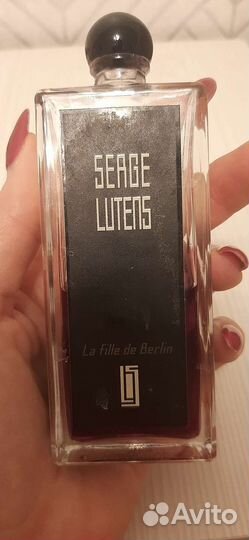 SERGE
LUTENS
La fille de Berlin
Avito